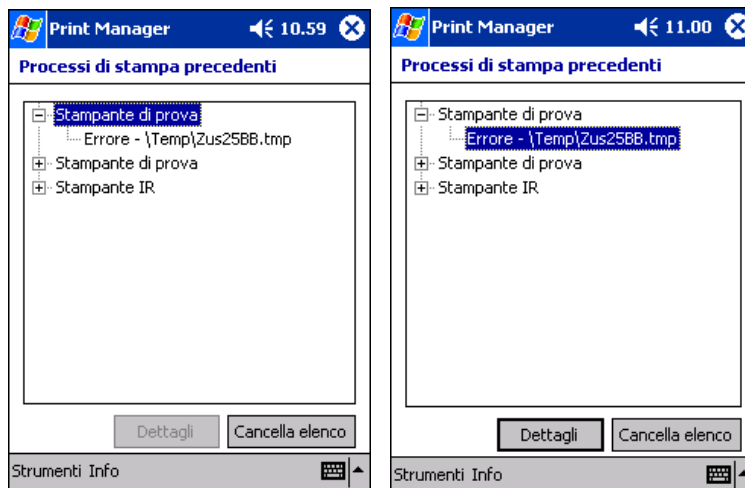 Print Manager 10.59
Processi di stampa precedenti
Stampante di prova
Errore - \Temp\Zus25BB.tmp
Stampante di prova
Stampante IR
Dettagli Cancella elenco
Strumenti Info
Print Manager 11.00
Processi di stampa precedenti
Stampante di prova
Errore - \Temp\Zus25BB.tmp
Stampante di prova
Stampante IR
Dettagli Cancella elenco
Strumenti Info